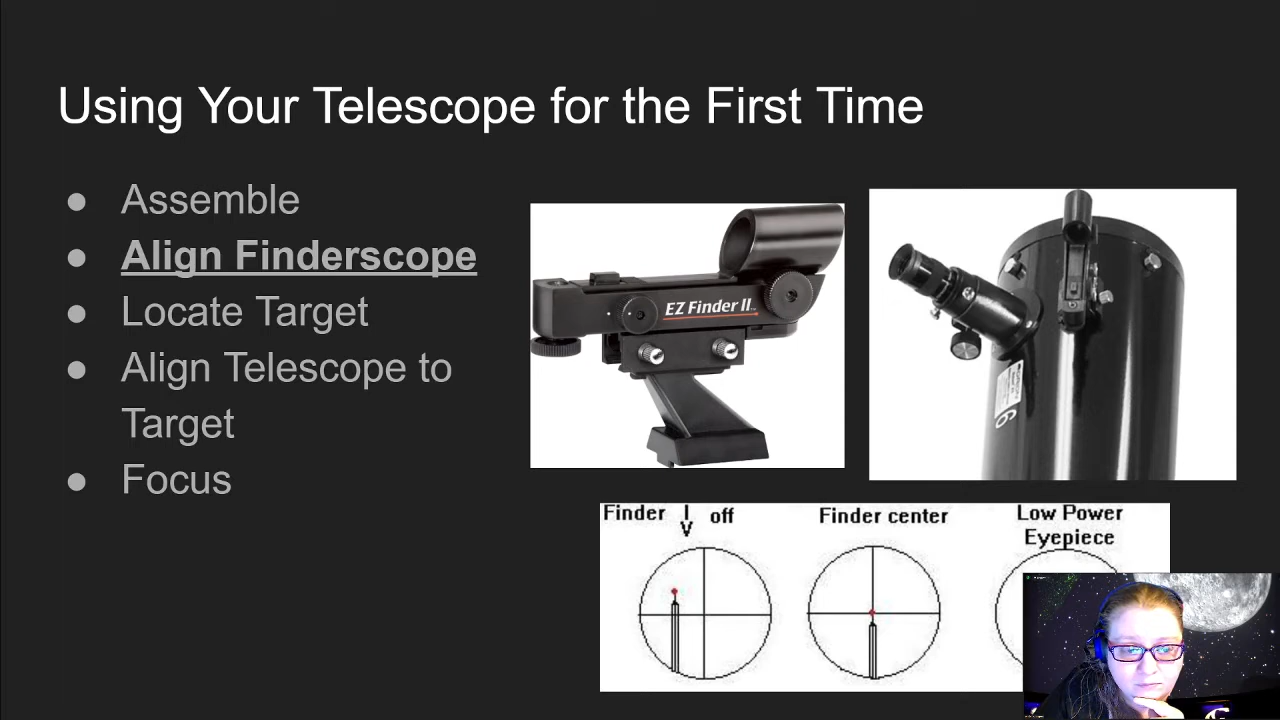 Using Your Telescope for the First Time
● Assemble
● Align Finderscope
● Locate Target
● Align Telescope to
Target
● Focus
EZ Finder II
6
Finder off
Finder center
Low Power
Eyepiece